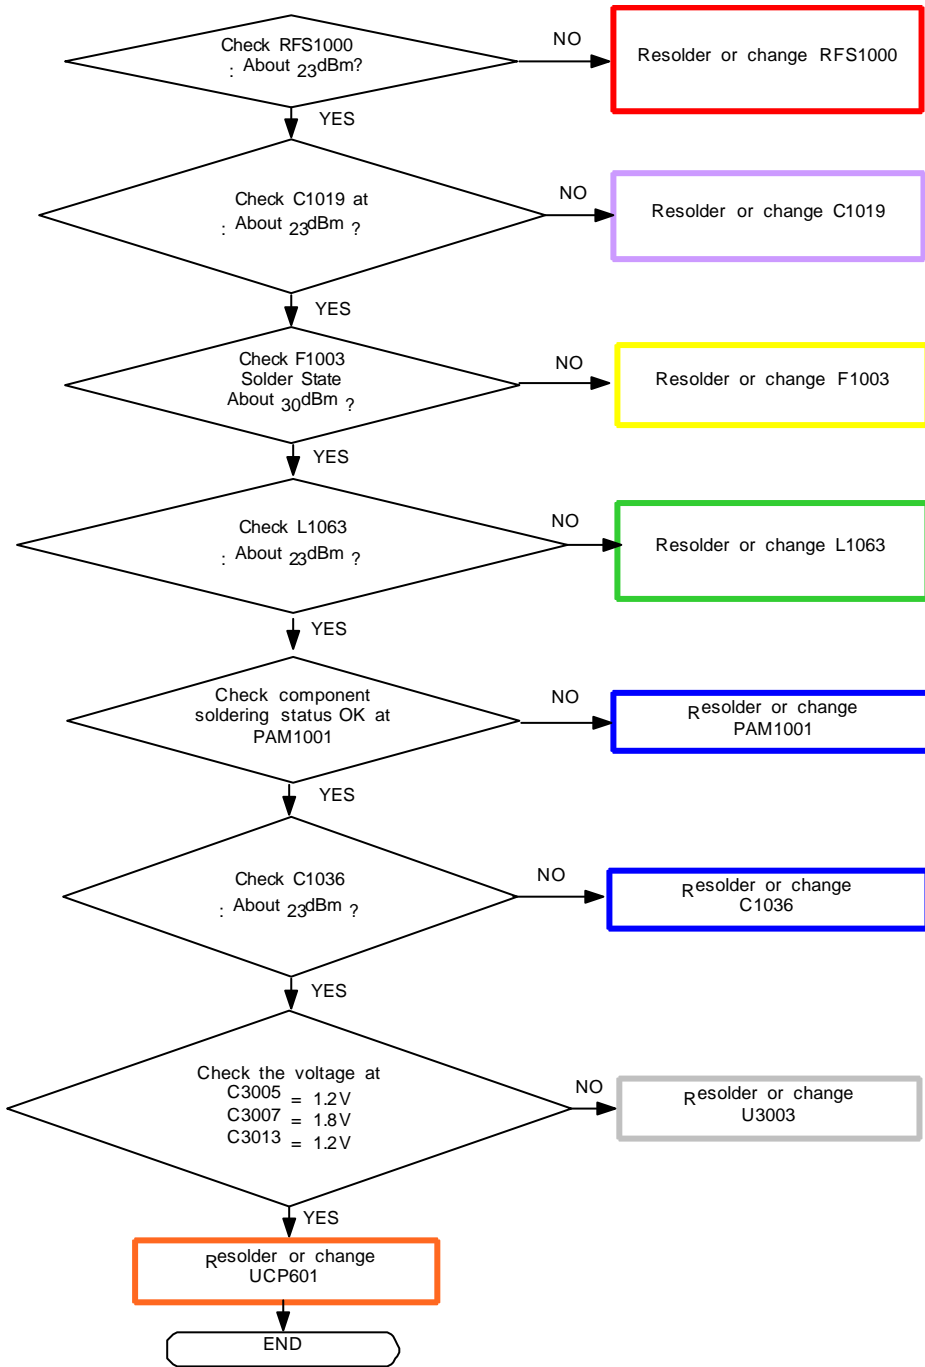 Check RFS1000
: About 23dBm?
NO
Resolder or change RFS1000
YES
Check C1019 at
: About 23dBm ?
NO
Resolder or change C1019
YES
Check F1003
Solder State
About 30dBm ?
NO
Resolder or change F1003
YES
Check L1063
: About 23dBm ?
NO
Resolder or change L1063
YES
Check component
soldering status OK at
PAM1001
NO
Resolder or change
PAM1001
YES
Check C1036
: About 23dBm ?
NO
Resolder or change
C1036
YES
Check the voltage at
C3005 = 1.2V
C3007 = 1.8V
C3013 = 1.2V
NO
Resolder or change
U3003
YES
Resolder or change
UCP601
END